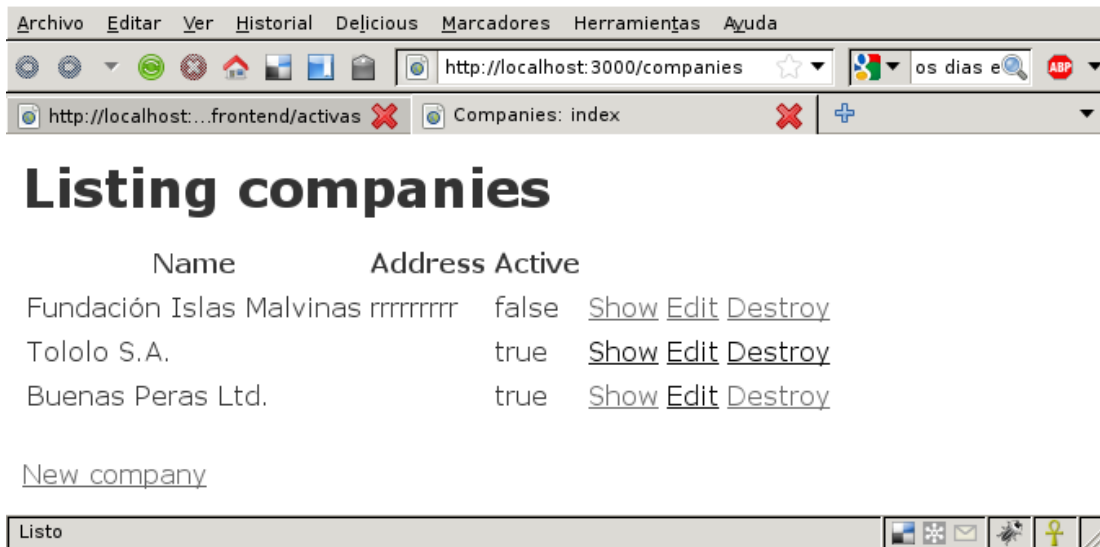 Archivo Editar Ver Historial Delicious Marcadores Herramientas Ayuda
http://localhost:3000/companies os dias e ABP
http://localhost:...frontend/activas Companies: index
Listing companies
Name Address Active
Fundación Islas Malvinas rrrrrrrrr false Show Edit Destroy
Tololo S.A. true Show Edit Destroy
Buenas Peras Ltd. true Show Edit Destroy
New company
Listo